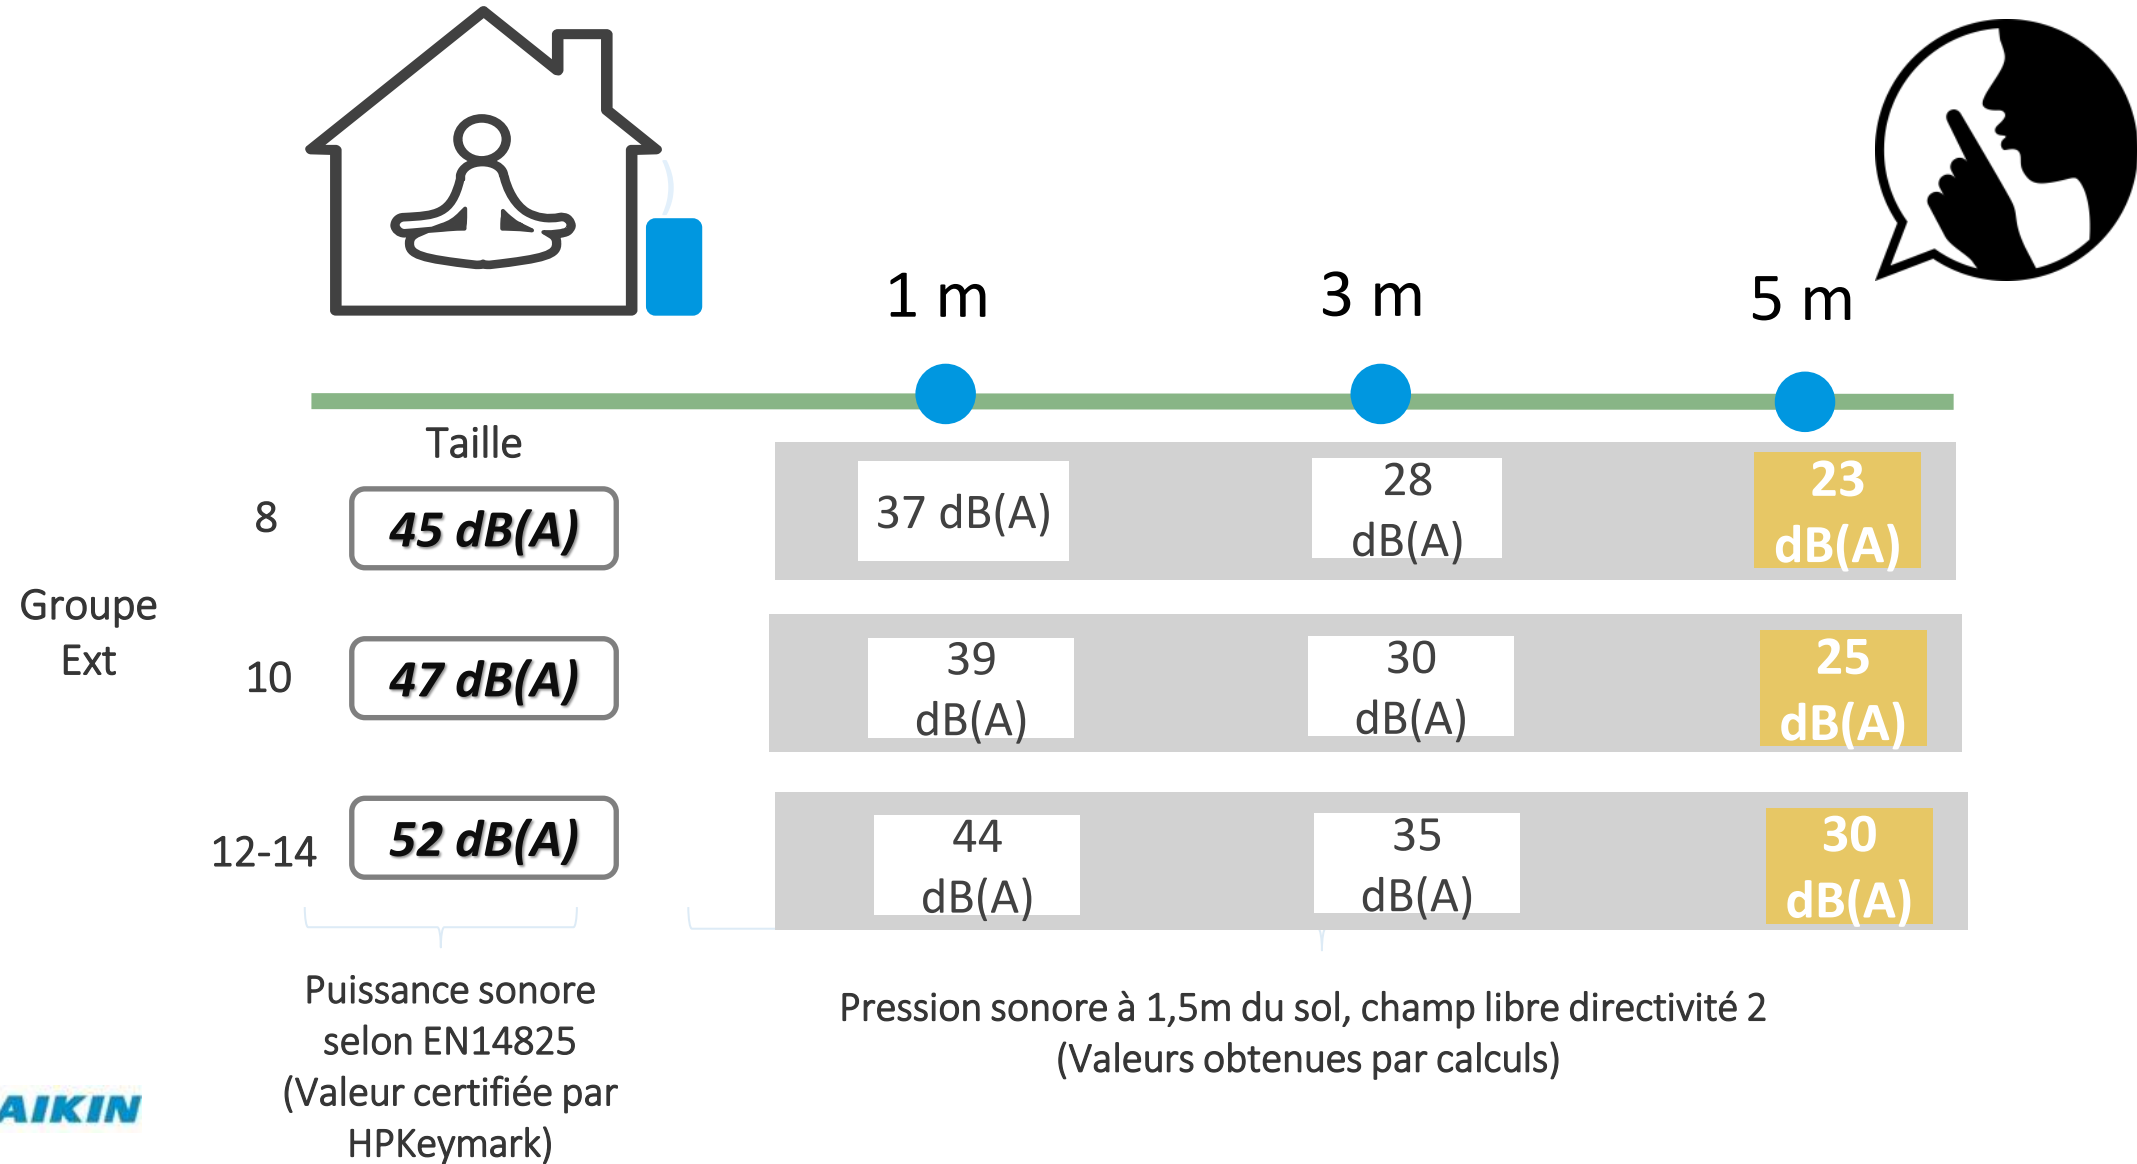 1 m
3 m
5 m
Taille
Groupe
Ext
8
45 dB(A)
37 dB(A)
28
dB(A)
23
dB(A)
10
47 dB(A)
39
dB(A)
30
dB(A)
25
dB(A)
12-14
52 dB(A)
44
dB(A)
35
dB(A)
30
dB(A)
Puissance sonore
selon EN14825
(Valeur certifiée par
HPKeymark)
Pression sonore à 1,5m du sol, champ libre directivité 2
(Valeurs obtenues par calculs)
AIKIN